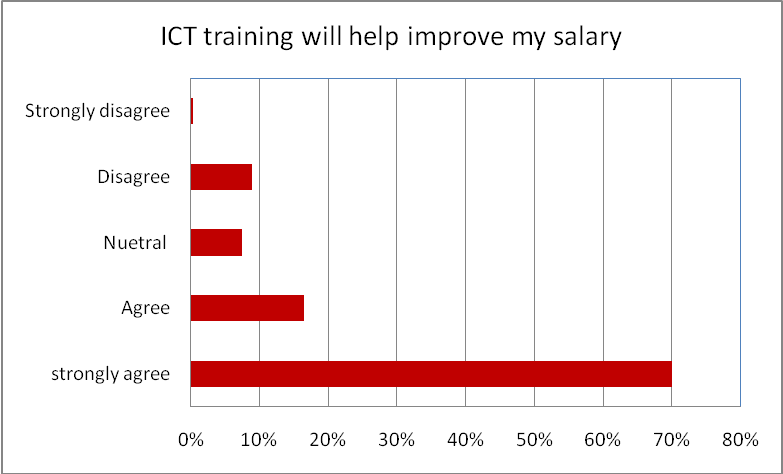 ICT training will help improve my salary
Strongly disagree
Disagree
Nuetral
Agree
strongly agree
0% 10% 20% 30% 40% 50% 60% 70% 80%